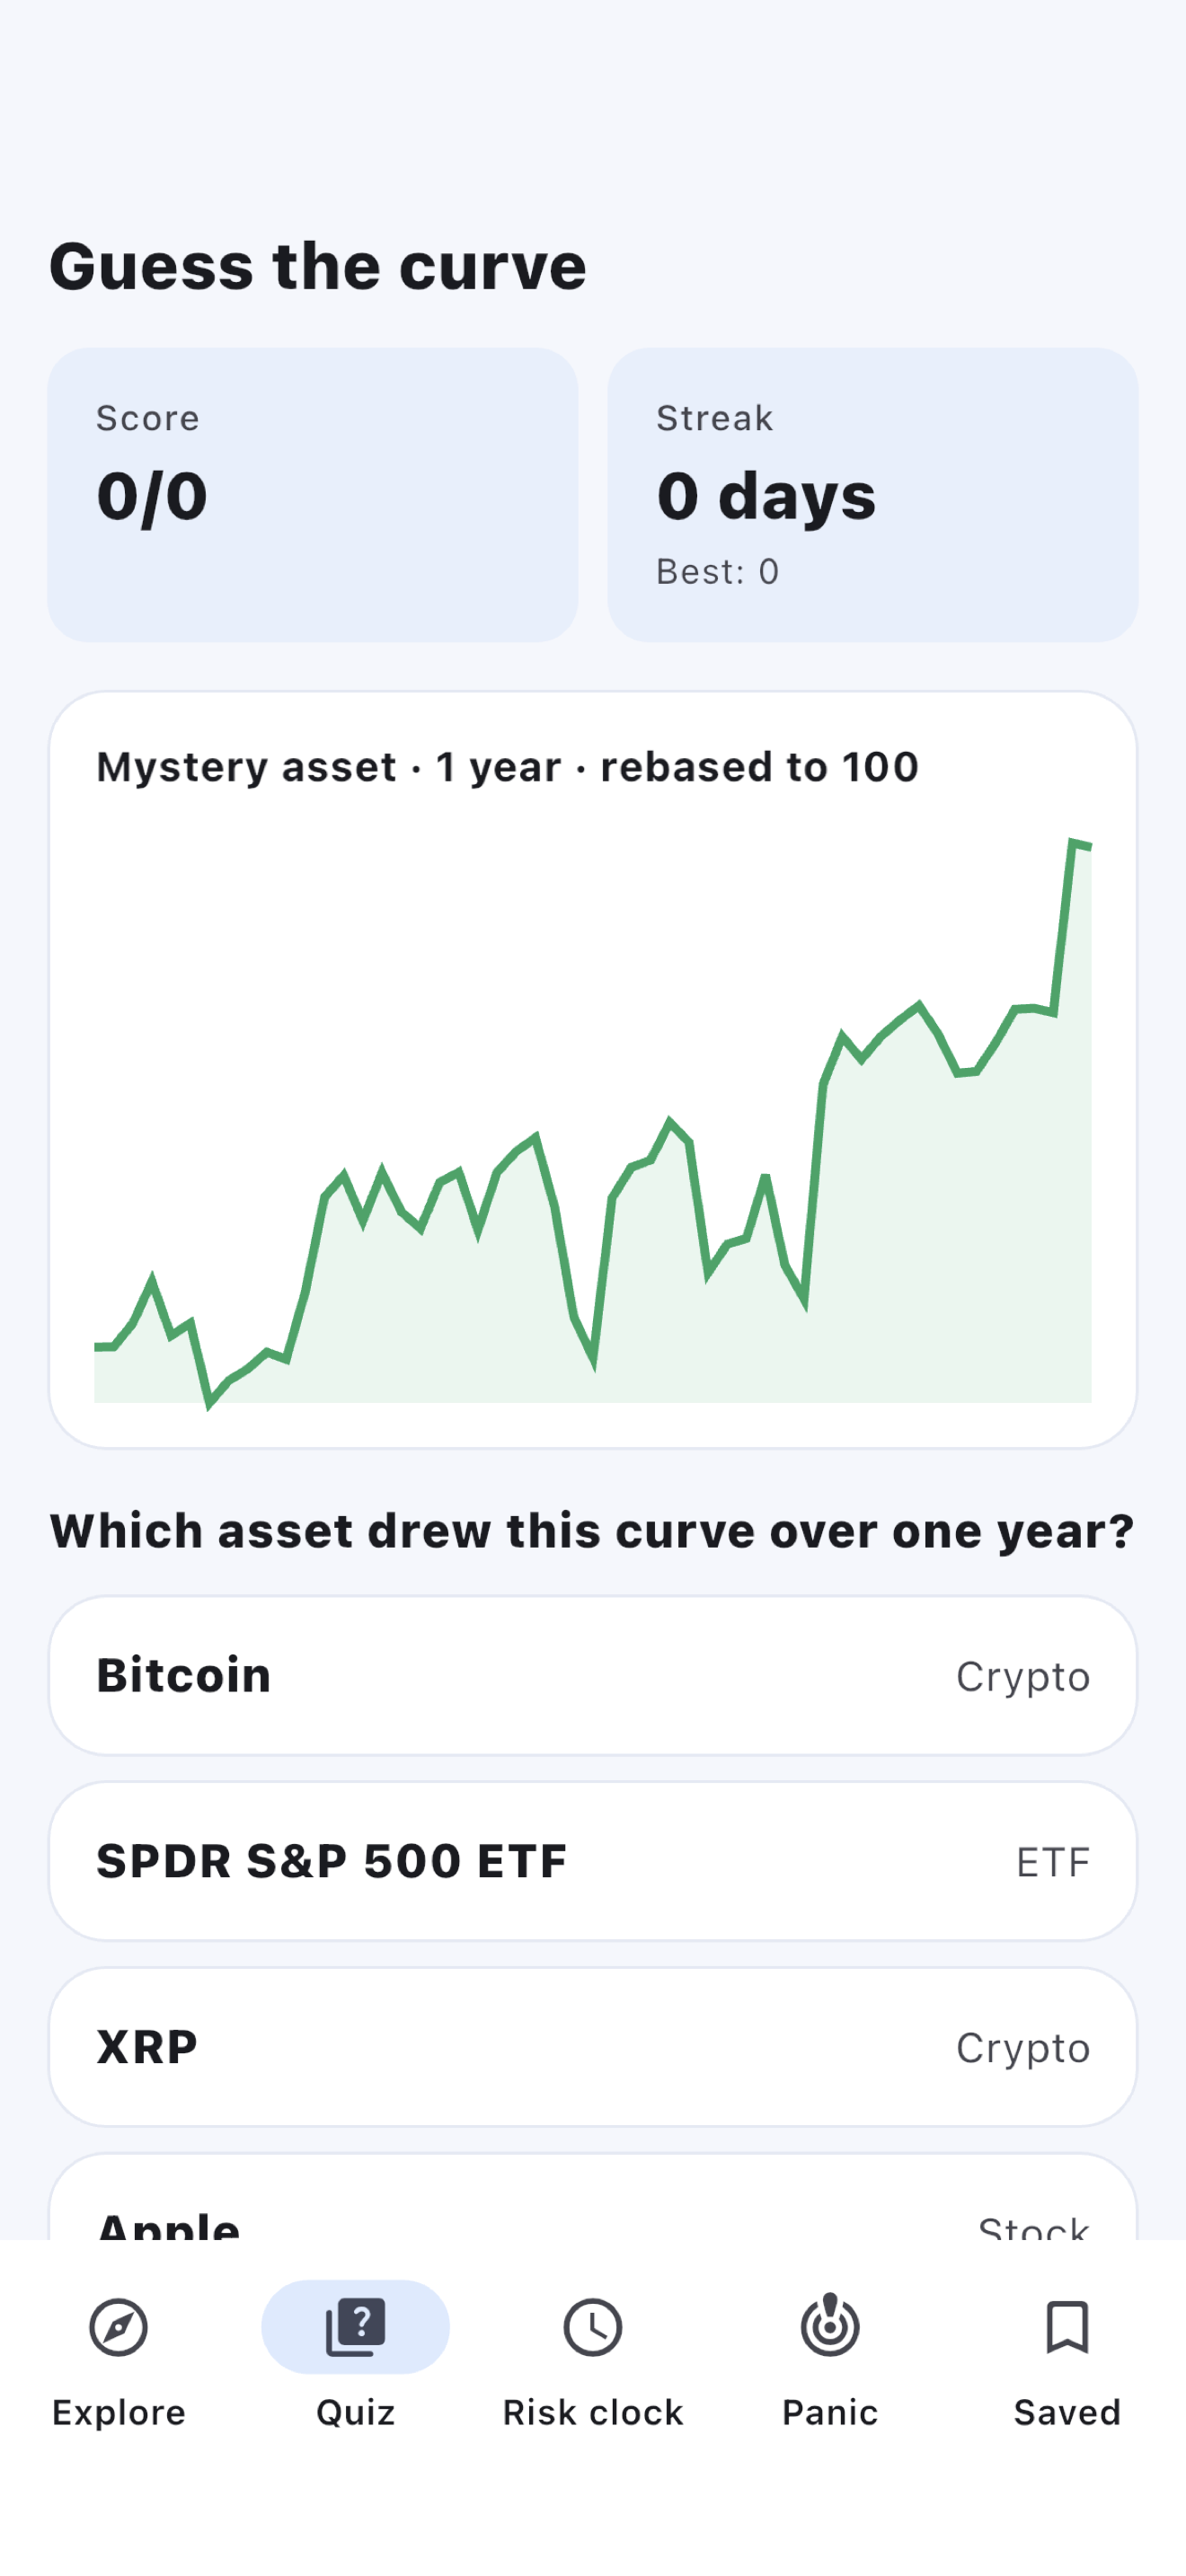 Guess the curve
Score
0/0
Streak
0 days
Best: 0
Mystery asset · 1 year · rebased to 100
Which asset drew this curve over one year?
Bitcoin
Crypto
SPDR S&P 500 ETF
ETF
XRP
Crypto
Apple
Stock
Explore
Quiz
Risk clock
Panic
Saved